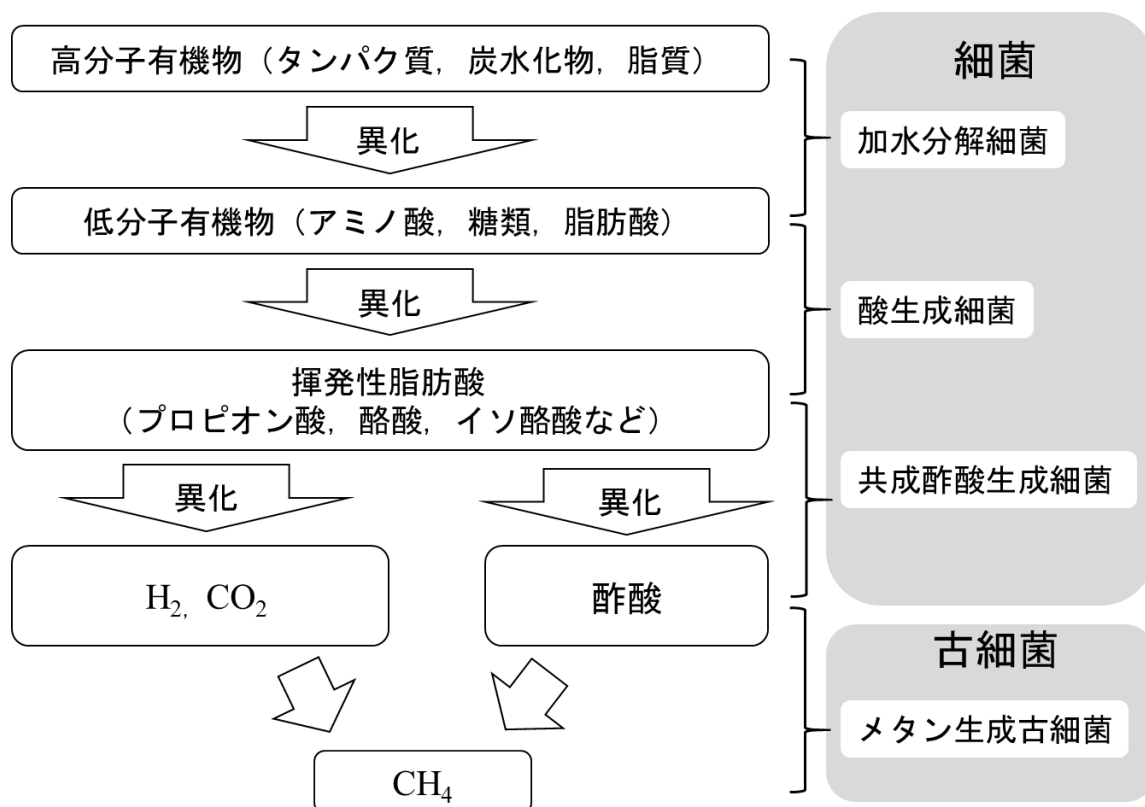 高分子有機物（タンパク質，炭水化物，脂質）
異化
低分子有機物（アミノ酸，糖類，脂肪酸）
異化
揮発性脂肪酸
（プロピオン酸，酪酸，イソ酪酸など）
異化
異化
H₂, CO₂
酢酸
CH₄
細菌
加水分解細菌
酸生成細菌
共成酢酸生成細菌
古細菌
メタン生成古細菌